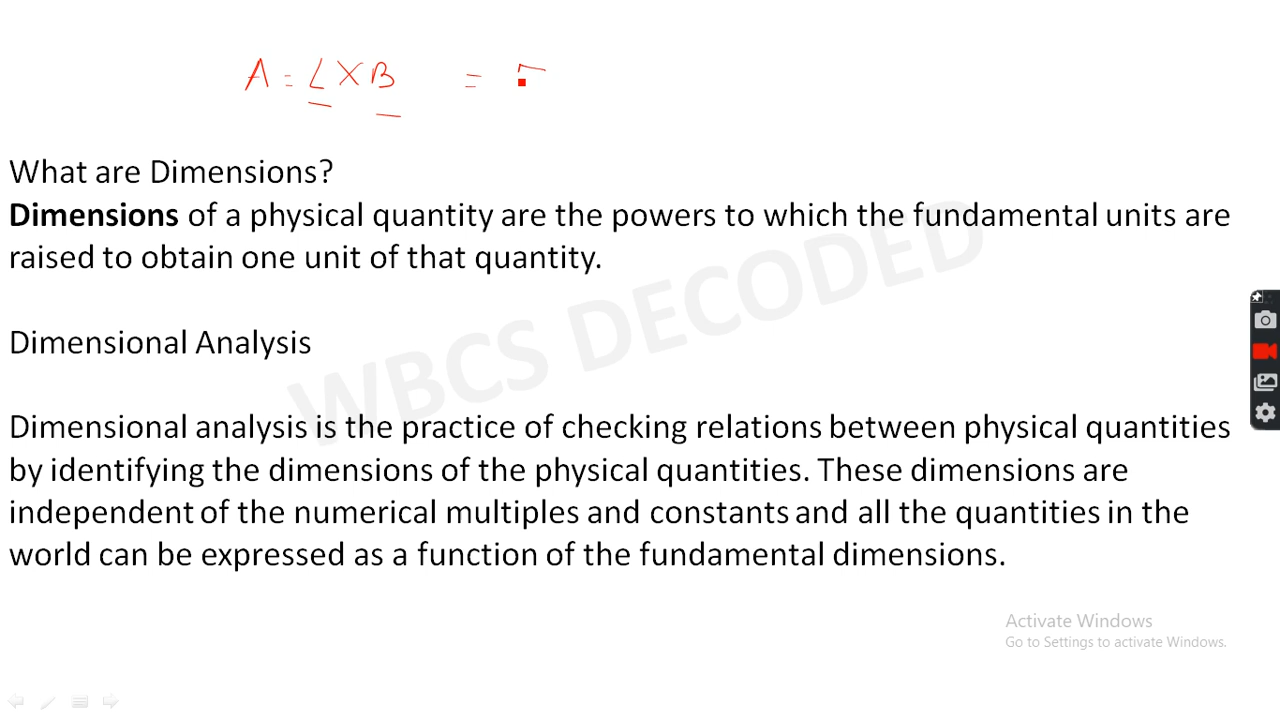 A = L X B =
What are Dimensions?
Dimensions of a physical quantity are the powers to which the fundamental units are
raised to obtain one unit of that quantity.
WBCS DECODED
Dimensional Analysis
Dimensional analysis is the practice of checking relations between physical quantities
by identifying the dimensions of the physical quantities. These dimensions are
independent of the numerical multiples and constants and all the quantities in the
world can be expressed as a function of the fundamental dimensions.
Activate Windows
Go to Settings to activate Windows.